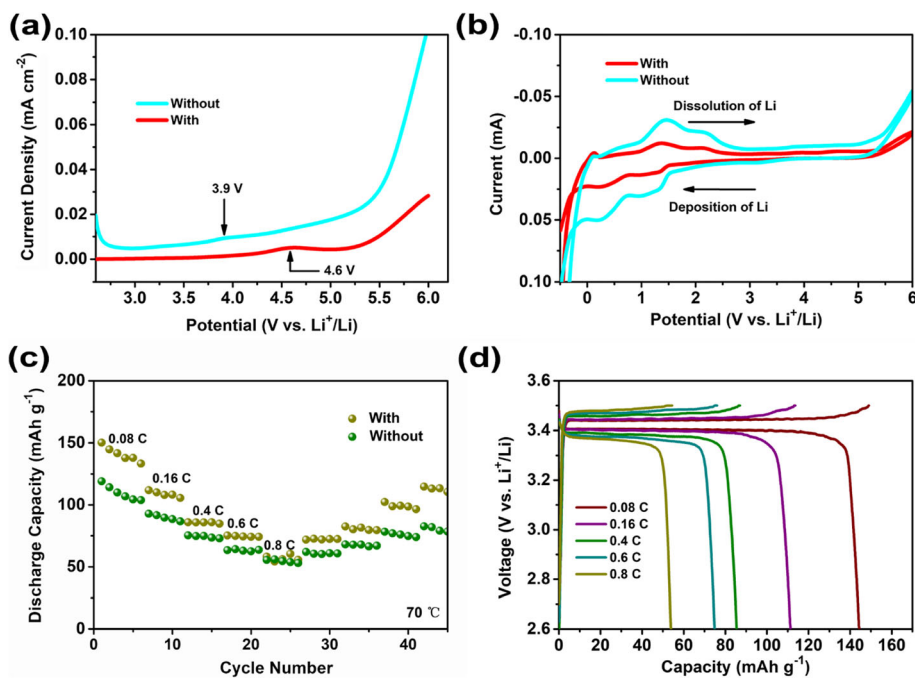 (a)
Current Density (mA cm⁻²)
0.10
0.08
0.06
0.04
0.02
0.00
Without
With
3.9 V
4.6 V
3.0 3.5 4.0 4.5 5.0 5.5 6.0
Potential (V vs. Li⁺/Li)
(b)
Current (mA)
-0.10
-0.05
0.00
0.05
0.10
With
Without
Dissolution of Li
Deposition of Li
0 1 2 3 4 5 6
Potential (V vs. Li⁺/Li)
(c)
Discharge Capacity (mAh g⁻¹)
200
150
100
50
0
With
Without
0.08 C
0.16 C
0.4 C
0.6 C
0.8 C
70 ℃
0 10 20 30 40
Cycle Number
(d)
Voltage (V vs. Li⁺/Li)
3.6
3.4
3.2
3.0
2.8
2.6
0.08 C
0.16 C
0.4 C
0.6 C
0.8 C
0 20 40 60 80 100 120 140 160
Capacity (mAh g⁻¹)